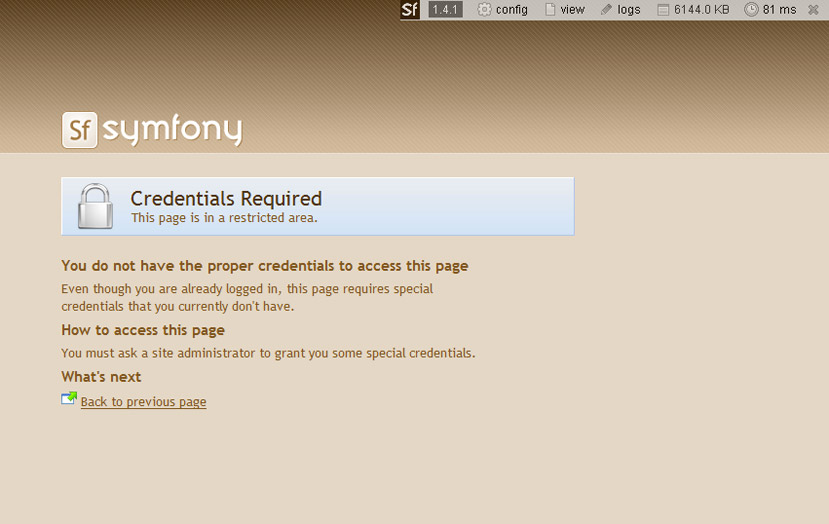 Sf 1.4.1 config view logs 6144.0 KB 81 ms
Sf symfony
Credentials Required
This page is in a restricted area.
You do not have the proper credentials to access this page
Even though you are already logged in, this page requires special
credentials that you currently don't have.
How to access this page
You must ask a site administrator to grant you some special credentials.
What's next
Back to previous page